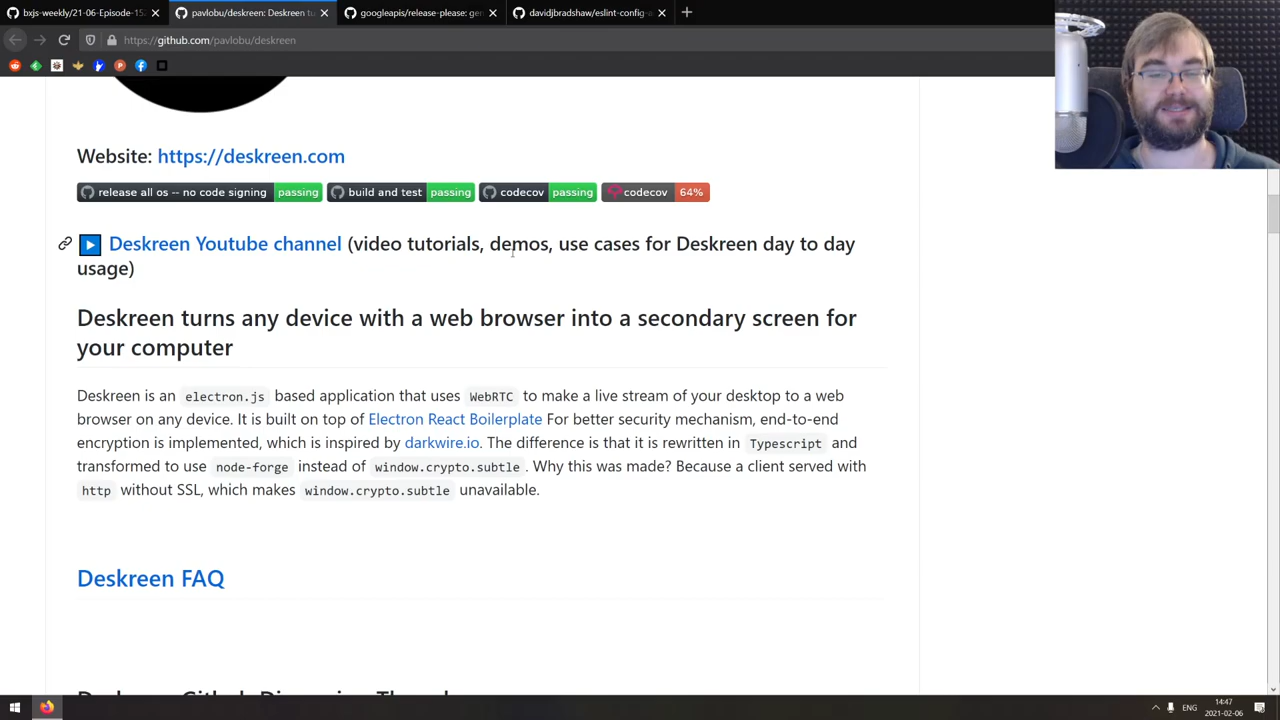 bxjs-weekly/21-06-Episode-15
pavlobu/deskreen: Deskreen tu
googleapis/release-please: gen
davidjbradshaw/eslint-config-a
https://github.com/pavlobu/deskreen
Website: https://deskreen.com
release all os -- no code signing passing build and test passing codecov passing codecov 64%
Deskreen Youtube channel (video tutorials, demos, use cases for Deskreen day to day
usage)
Deskreen turns any device with a web browser into a secondary screen for
your computer
Deskreen is an electron.js based application that uses WebRTC to make a live stream of your desktop to a web
browser on any device. It is built on top of Electron React Boilerplate For better security mechanism, end-to-end
encryption is implemented, which is inspired by darkwire.io. The difference is that it is rewritten in Typescript and
transformed to use node-forge instead of window.crypto.subtle. Why this was made? Because a client served with
http without SSL, which makes window.crypto.subtle unavailable.
Deskreen FAQ
ENG
14:47
2021-02-06